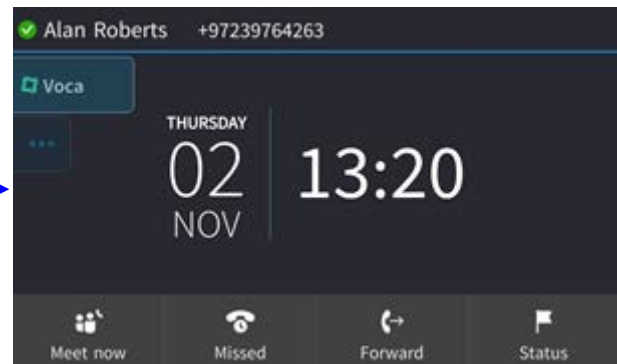 Alan Roberts +97239764263
Voca
...
THURSDAY
02
NOV
13:20
Meet now Missed Forward Status